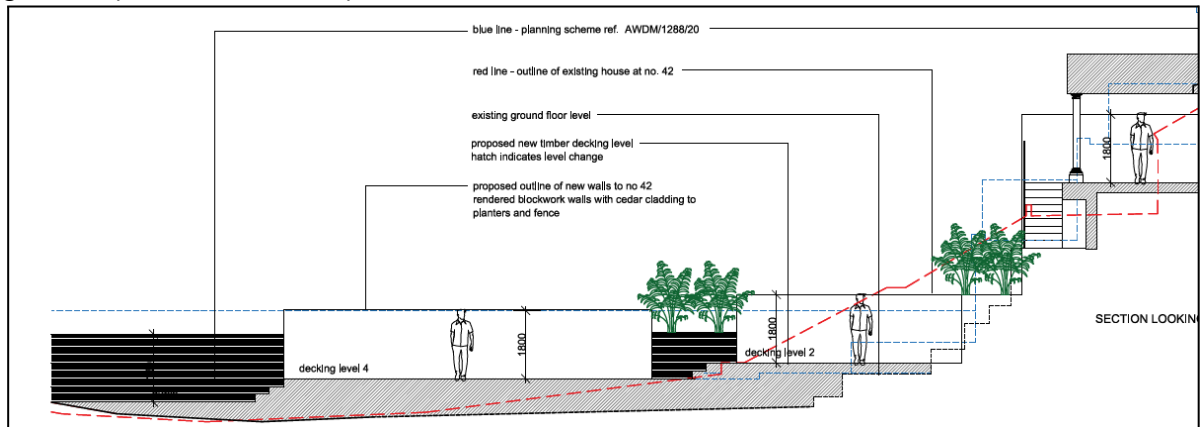 blue line - planning scheme ref. AWDM/1288/20
red line - outline of existing house at no. 42
existing ground floor level
proposed new timber decking level
hatch indicates level change
proposed outline of new walls to no 42
rendered blockwork walls with cedar cladding to
planters and fence
1800
1800
1800
decking level 4
decking level 2
SECTION LOOKIN